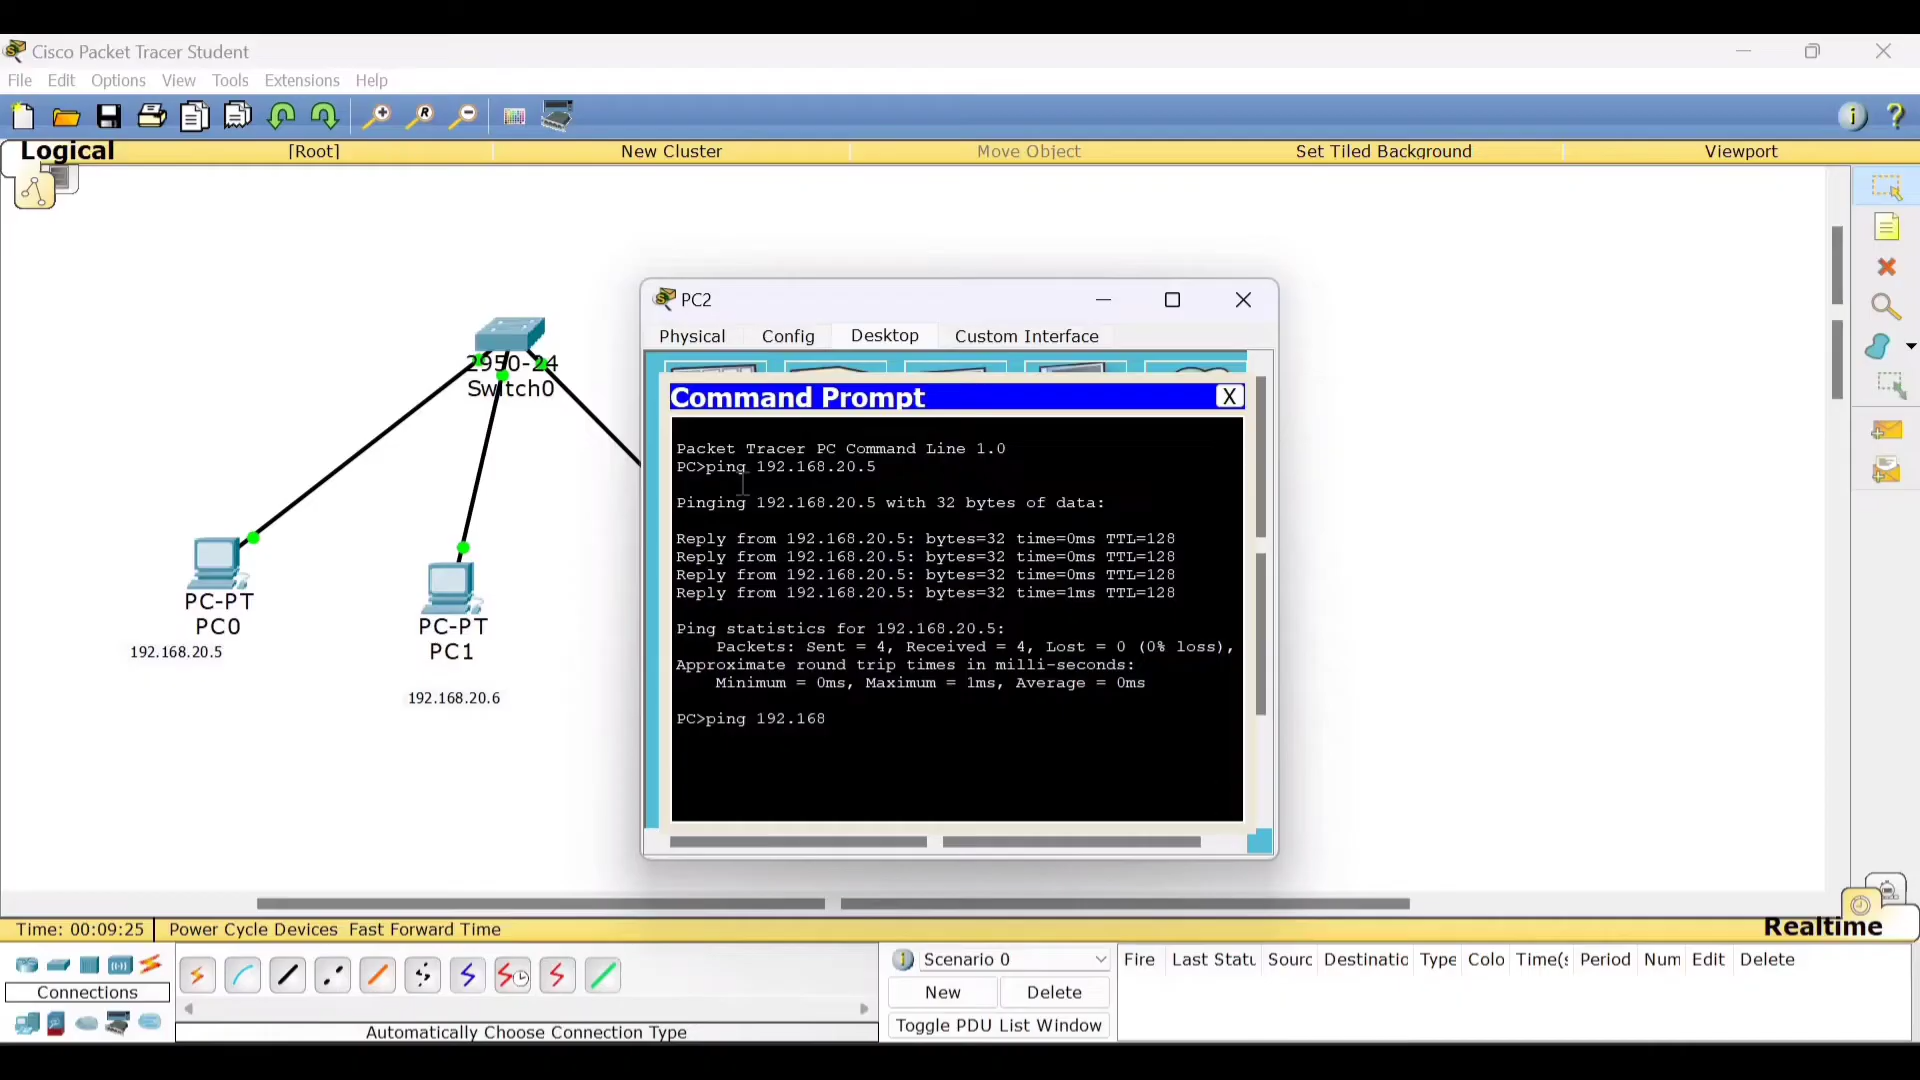 Cisco Packet Tracer Student
File Edit Options View Tools Extensions Help
Logical [Root] New Cluster Move Object Set Tiled Background Viewport
PC2
Physical Config Desktop Custom Interface
2950-24
Switch0
Command Prompt X
Packet Tracer PC Command Line 1.0
PC>ping 192.168.20.5
Pinging 192.168.20.5 with 32 bytes of data:
Reply from 192.168.20.5: bytes=32 time=0ms TTL=128
Reply from 192.168.20.5: bytes=32 time=0ms TTL=128
Reply from 192.168.20.5: bytes=32 time=0ms TTL=128
Reply from 192.168.20.5: bytes=32 time=1ms TTL=128
Ping statistics for 192.168.20.5:
Packets: Sent = 4, Received = 4, Lost = 0 (0% loss),
Approximate round trip times in milli-seconds:
Minimum = 0ms, Maximum = 1ms, Average = 0ms
PC>ping 192.168
PC-PT
PC0
192.168.20.5
PC-PT
PC1
192.168.20.6
Time: 00:09:25 Power Cycle Devices Fast Forward Time Realtime
Connections
Automatically Choose Connection Type
Scenario 0
New Delete
Toggle PDU List Window
Fire Last Statu Sourc Destinatic Type Colo Time(s Period Num Edit Delete